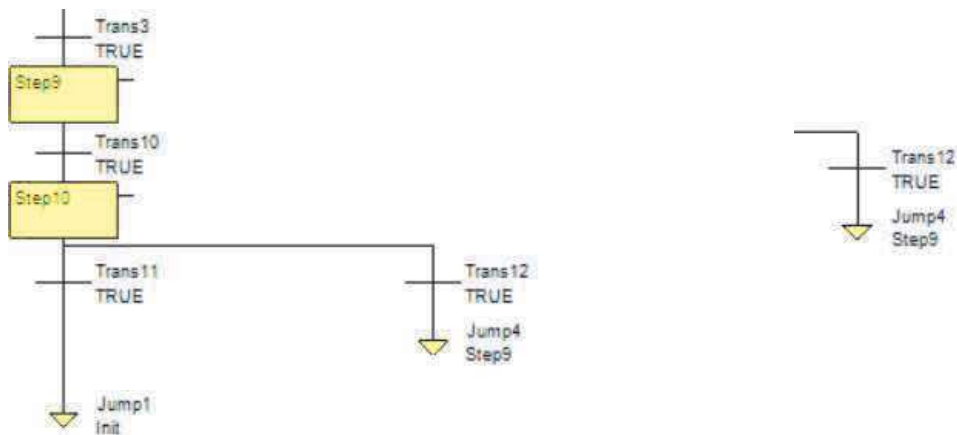 Trans3
TRUE
Step9
Trans10
TRUE
Step10
Trans11
TRUE
Jump1
Init
Trans12
TRUE
Jump4
Step9
Trans12
TRUE
Jump4
Step9